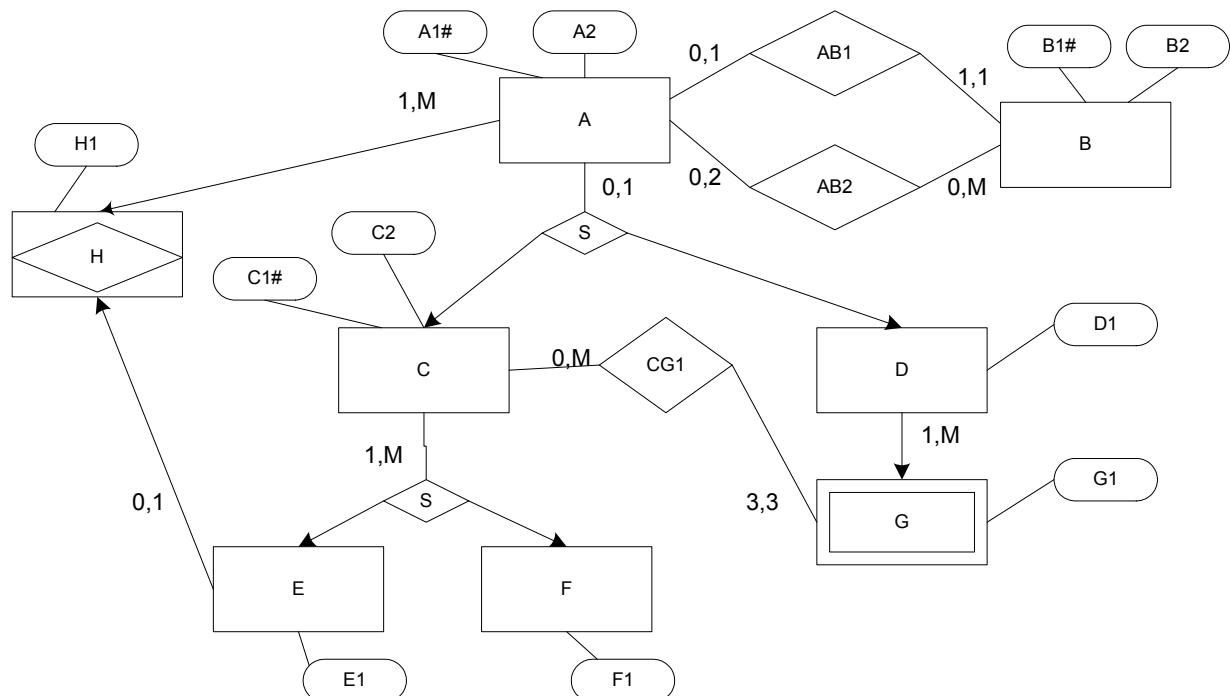 A1#
A2
B1#
B2
0,1
AB1
1,1
1,M
A
B
H1
0,1
0,2
AB2
0,M
C2
S
H
C1#
D1
0,M
CG1
C
D
1,M
1,M
G1
0,1
S
3,3
G
E
F
E1
F1